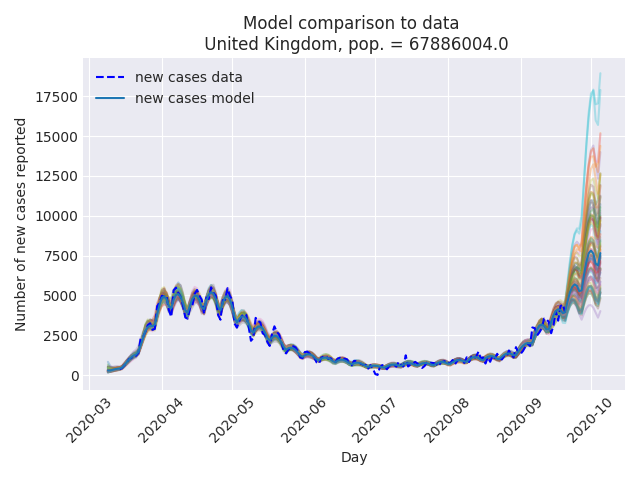 Model comparison to data
United Kingdom, pop. = 67886004.0
new cases data
new cases model
17500
15000
12500
10000
7500
5000
2500
0
Number of new cases reported
2020-03
2020-04
2020-05
2020-06
2020-07
2020-08
2020-09
2020-10
Day